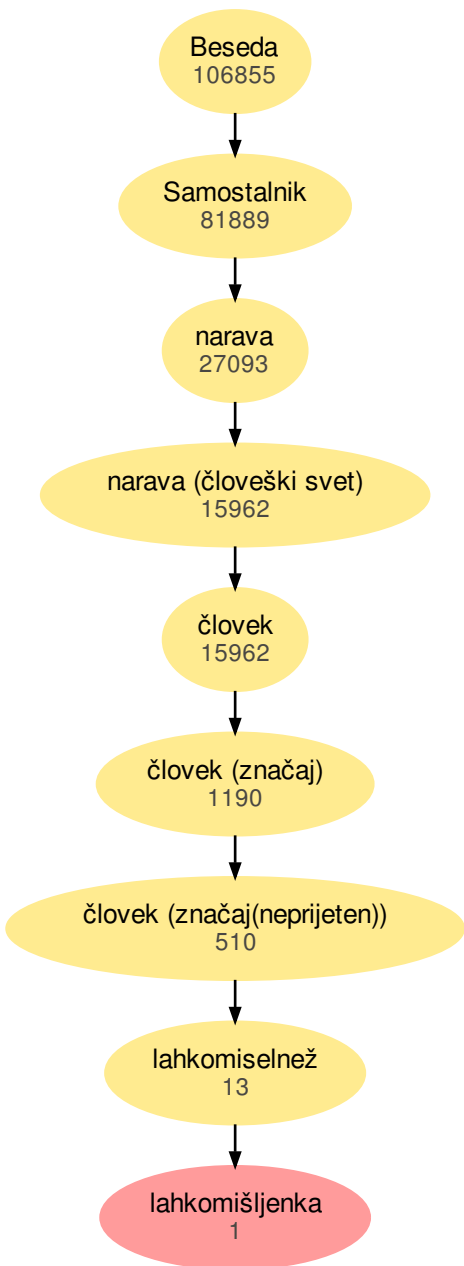 Beseda
106855
Samostalnik
81889
narava
27093
narava (človeški svet)
15962
človek
15962
človek (značaj)
1190
človek (značaj(neprijeten))
510
lahkomiselnež
13
lahkomišljenka
1